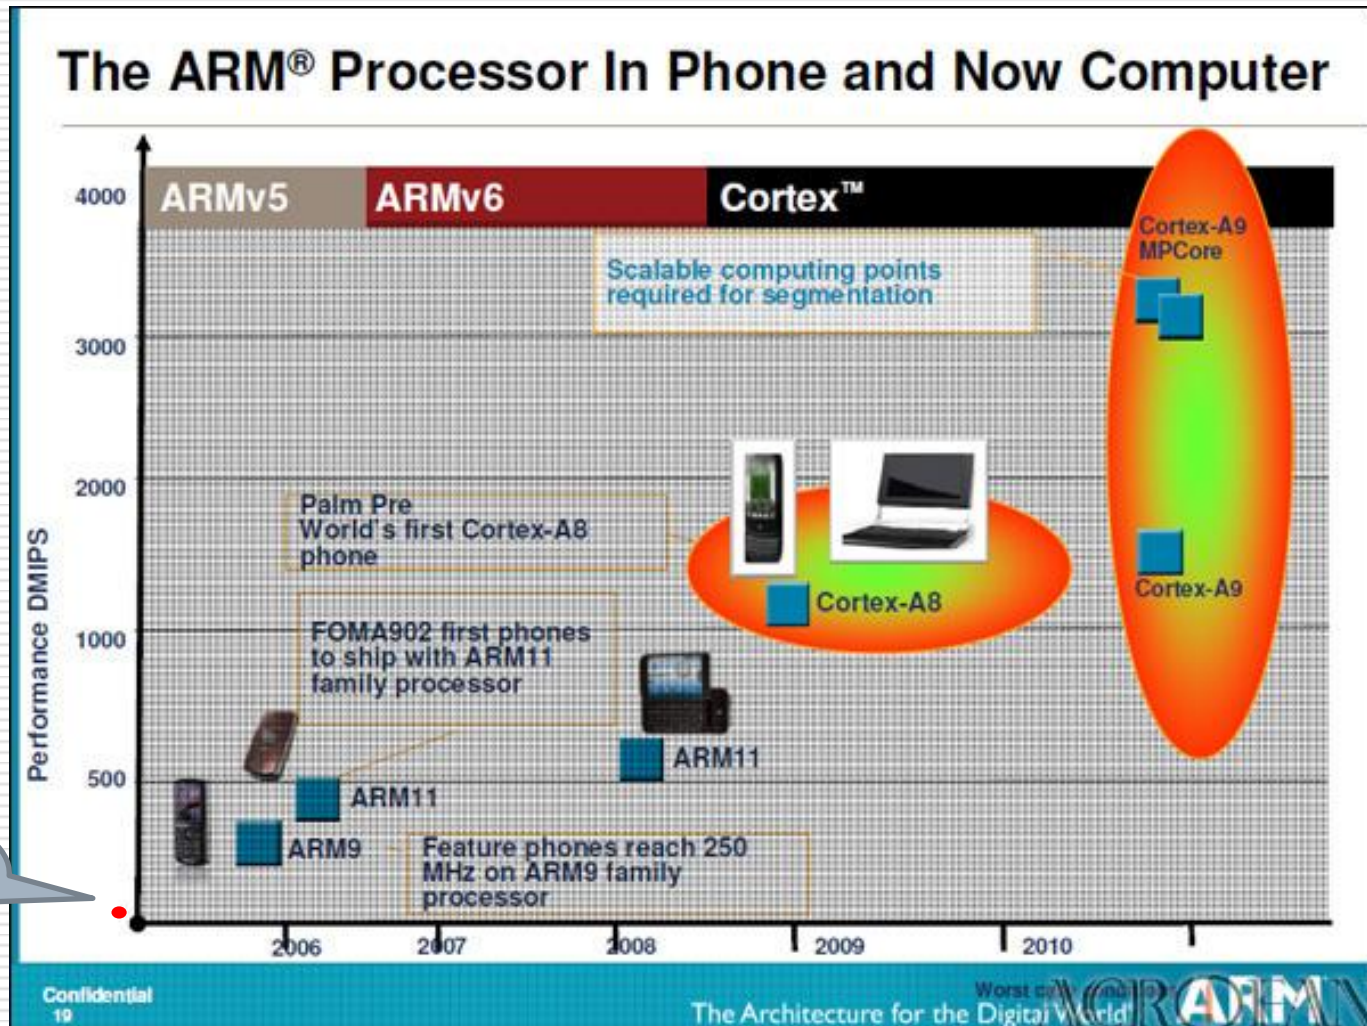 The ARM® Processor In Phone and Now Computer
4000
ARMv5
ARMv6
Cortex™
Cortex-A9
MPCore
Scalable computing points
required for segmentation
3000
2000
Palm Pre
World's first Cortex-A8
phone
Cortex-A8
Cortex-A9
Performance DMIPS
1000
FOMA902 first phones
to ship with ARM11
family processor
ARM11
500
ARM11
ARM9
Feature phones reach 250
MHz on ARM9 family
processor
2006
2007
2008
2009
2010
Confidential
19
Worst
The Architecture for the Digital World
ARM